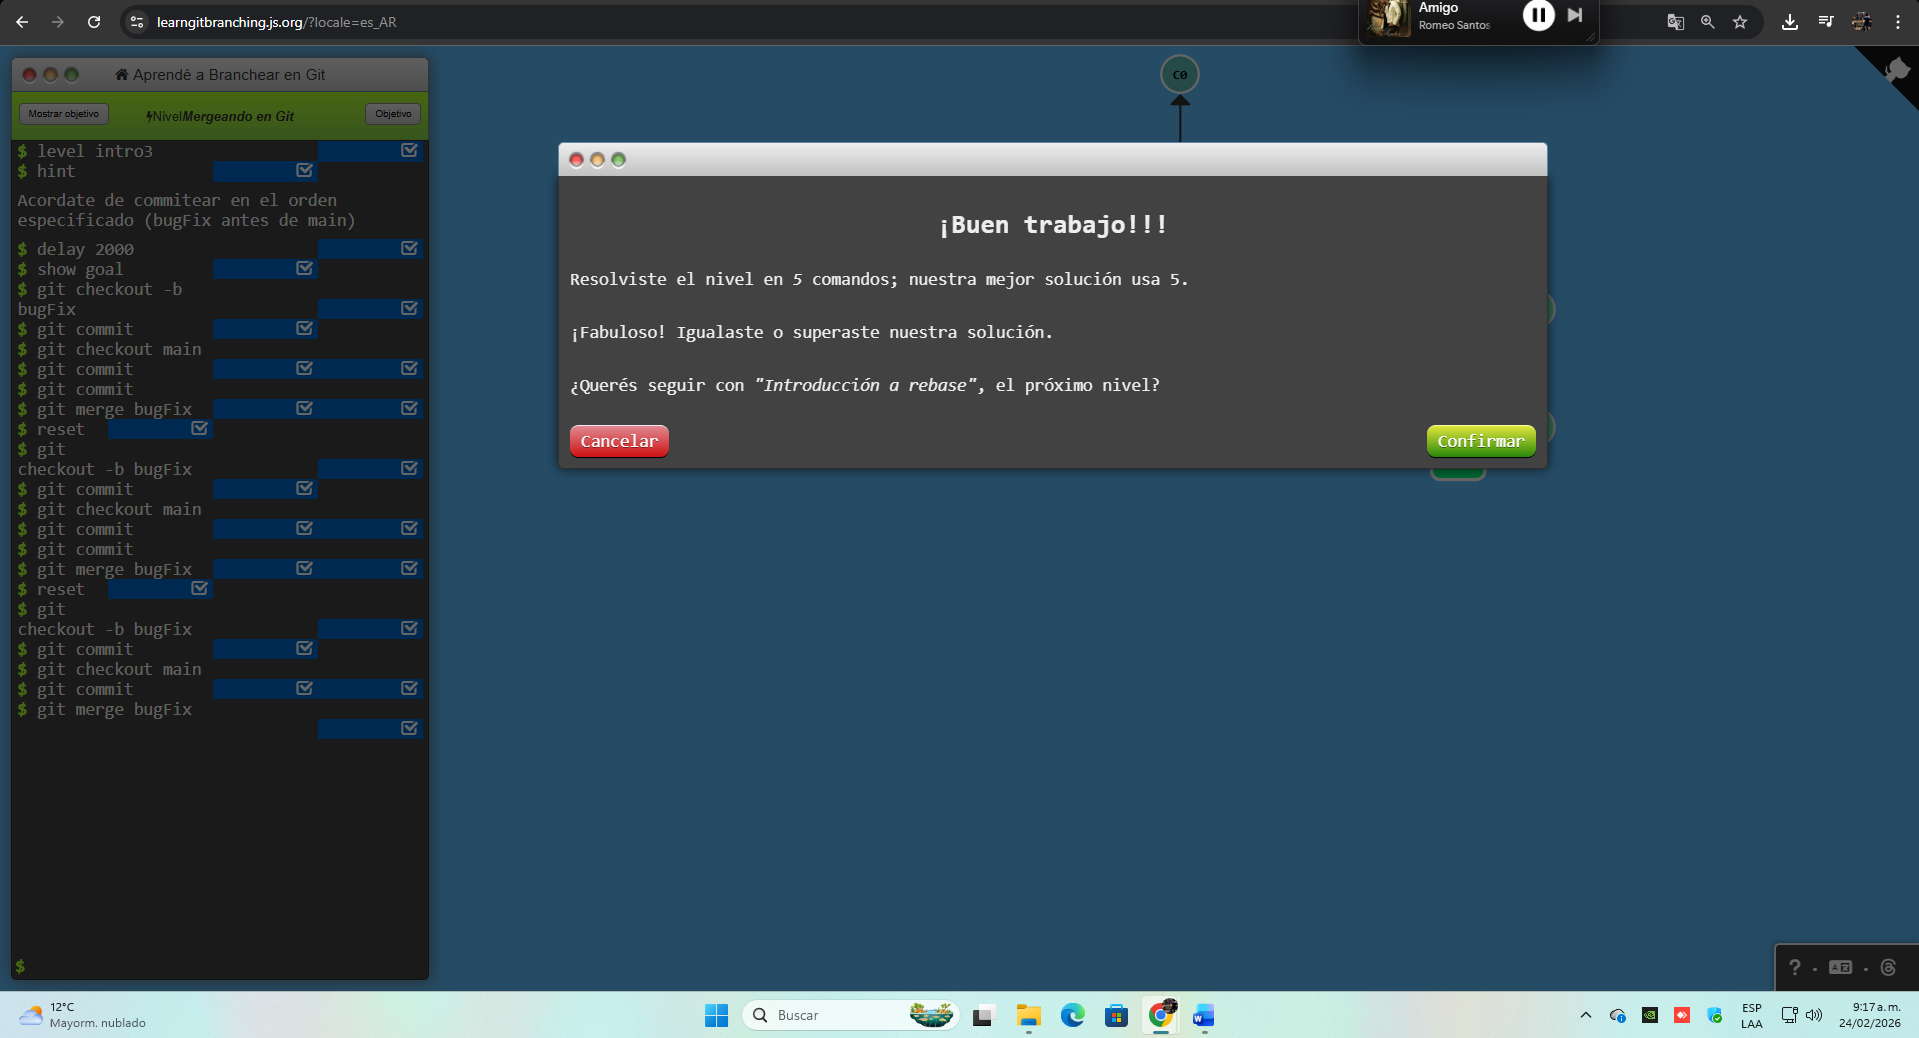 learngitbranching.js.org/?locale=es_AR
Amigo
Romeo Santos
Aprendé a Branchear en Git
Mostrar objetivo
NivelMergeando en Git
Objetivo
$ level intro3
$ hint
Acordate de commitear en el orden
especificado (bugFix antes de main)
$ delay 2000
$ show goal
$ git checkout -b
bugFix
$ git commit
$ git checkout main
$ git commit
$ git commit
$ git merge bugFix
$ reset
$ git
checkout -b bugFix
$ git commit
$ git checkout main
$ git commit
$ git commit
$ git merge bugFix
$ reset
$ git
checkout -b bugFix
$ git commit
$ git checkout main
$ git commit
$ git merge bugFix
$
C0
¡Buen trabajo!!!
Resolviste el nivel en 5 comandos; nuestra mejor solución usa 5.
¡Fabuloso! Igualaste o superaste nuestra solución.
¿Querés seguir con "Introducción a rebase", el próximo nivel?
Cancelar
Confirmar
12°C
Mayorm. nublado
Buscar
ESP
LAA
9:17 a. m.
24/02/2026